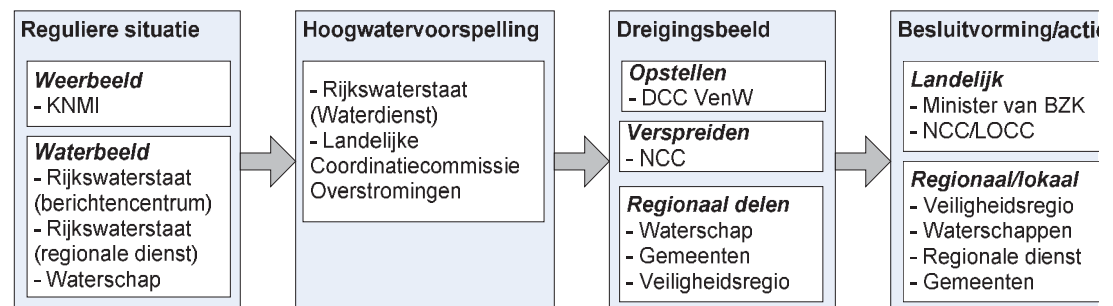 Reguliere situatie
Weerbeeld
- KNMI
Waterbeeld
- Rijkswaterstaat
(berichtencentrum)
- Rijkswaterstaat
(regionale dienst)
- Waterschap
Hoogwatervoorspelling
- Rijkswaterstaat
(Waterdienst)
- Landelijke
Coordinatiecommissie
Overstromingen
Dreigingsbeeld
Opstellen
- DCC VenW
Verspreiden
- NCC
Regionaal delen
- Waterschap
- Gemeenten
- Veiligheidsregio
Besluitvorming/actie
Landelijk
- Minister van BZK
- NCC/LOCC
Regionaal/lokaal
- Veiligheidsregio
- Waterschappen
- Regionale dienst
- Gemeenten